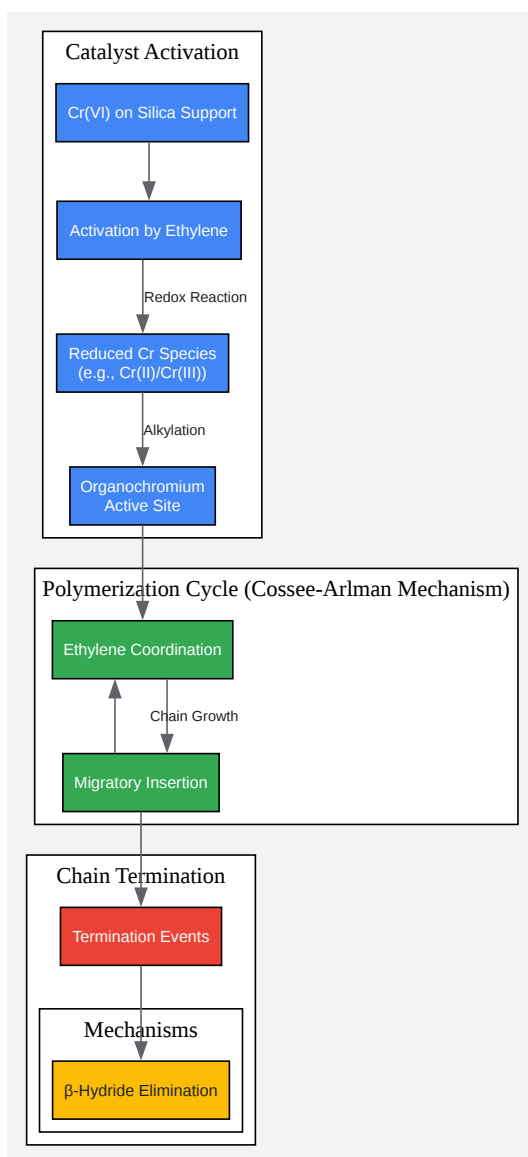 Catalyst Activation
Cr(VI) on Silica Support
Activation by Ethylene
Redox Reaction
Reduced Cr Species
(e.g., Cr(II)/Cr(III))
Alkylation
Organochromium
Active Site
Polymerization Cycle (Cossee-Arlman Mechanism)
Ethylene Coordination
Chain Growth
Migratory Insertion
Chain Termination
Termination Events
Mechanisms
β-Hydride Elimination